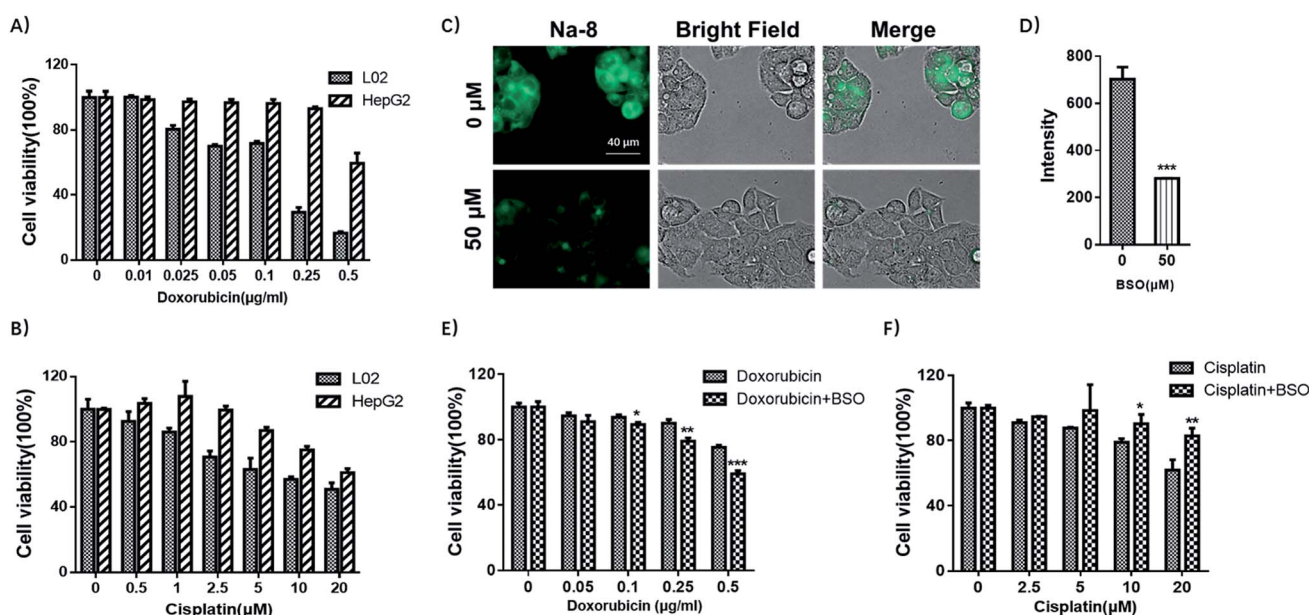 A)
Cell viability(100%)
120
80
40
0
L02
HepG2
0 0.01 0.025 0.05 0.1 0.25 0.5
Doxorubicin(µg/ml)
C)
Na-8 Bright Field Merge
0 µM
40 µm
50 µM
D)
Intensity
800
600
400
200
0
***
0 50
BSO(µM)
B)
Cell viability(100%)
120
80
40
0
L02
HepG2
0 0.5 1 2.5 5 10 20
Cisplatin(µM)
E)
Cell viability(100%)
120
80
40
0
Doxorubicin
Doxorubicin+BSO
* ** ***
0 0.05 0.1 0.25 0.5
Doxorubicin (µg/ml)
F)
Cell viability(100%)
120
80
40
0
Cisplatin
Cisplatin+BSO
* **
0 2.5 5 10 20
Cisplatin(µM)